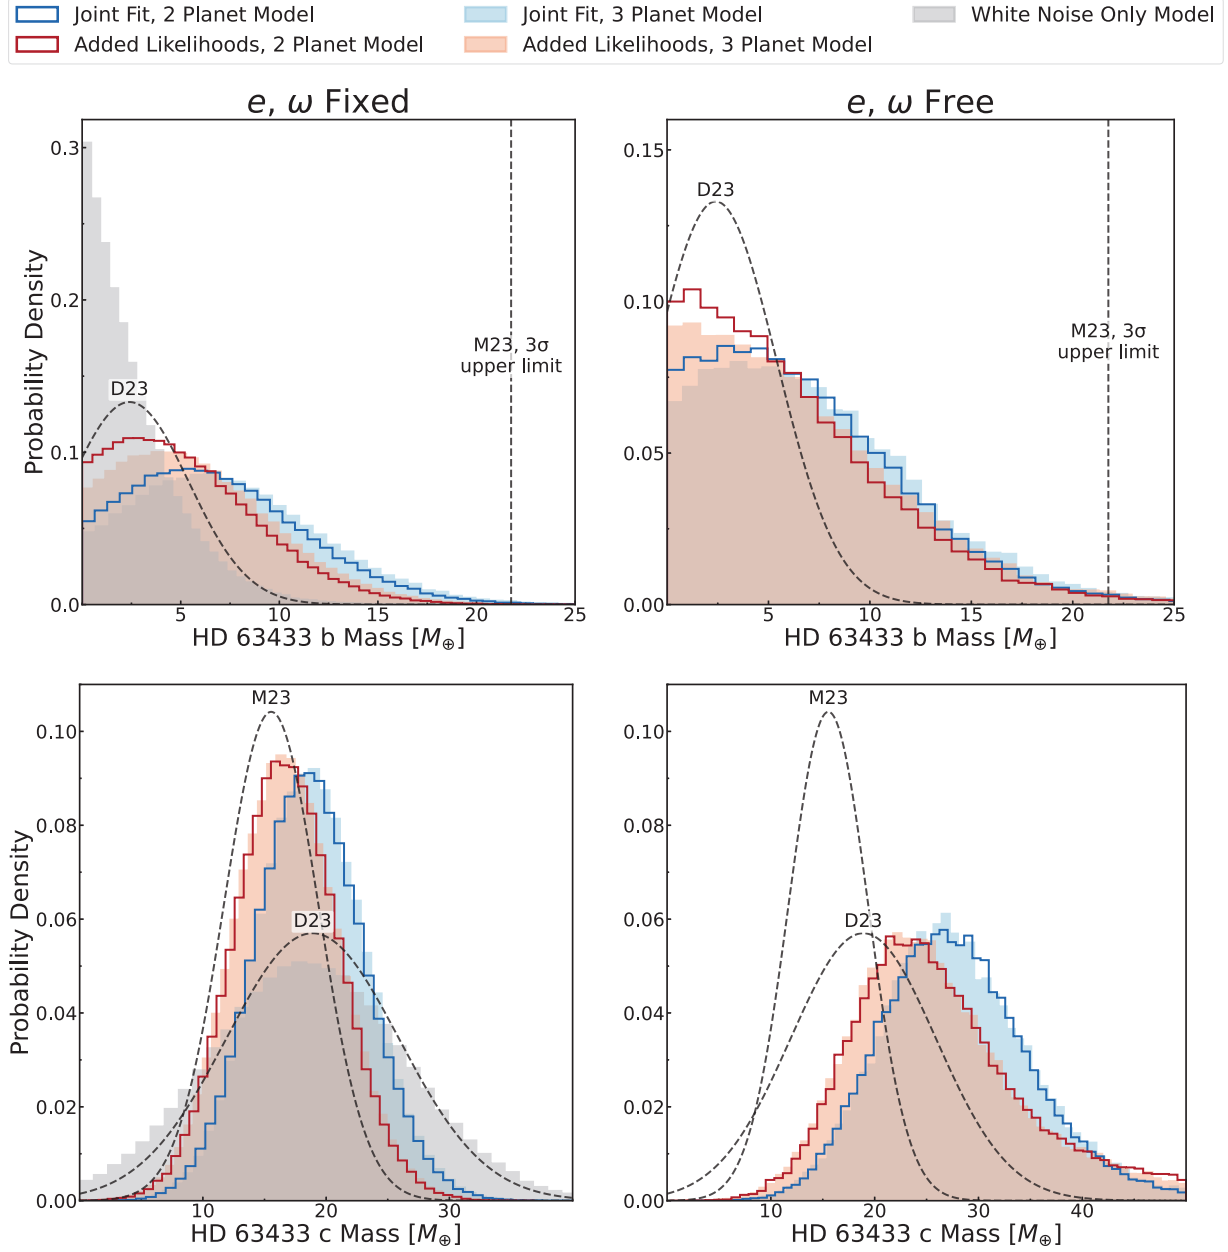 Joint Fit, 2 Planet Model
Joint Fit, 3 Planet Model
White Noise Only Model
Added Likelihoods, 2 Planet Model
Added Likelihoods, 3 Planet Model
e, ω Fixed
e, ω Free
0.3
0.2
0.1
0.0
Probability Density
D23
M23, 3σ
upper limit
5
10
15
20
25
HD 63433 b Mass [M⊕]
0.15
0.10
0.05
0.00
D23
M23, 3σ
upper limit
5
10
15
20
25
HD 63433 b Mass [M⊕]
0.10
0.08
0.06
0.04
0.02
0.00
Probability Density
M23
D23
10
20
30
HD 63433 c Mass [M⊕]
0.10
0.08
0.06
0.04
0.02
0.00
M23
D23
10
20
30
40
HD 63433 c Mass [M⊕]